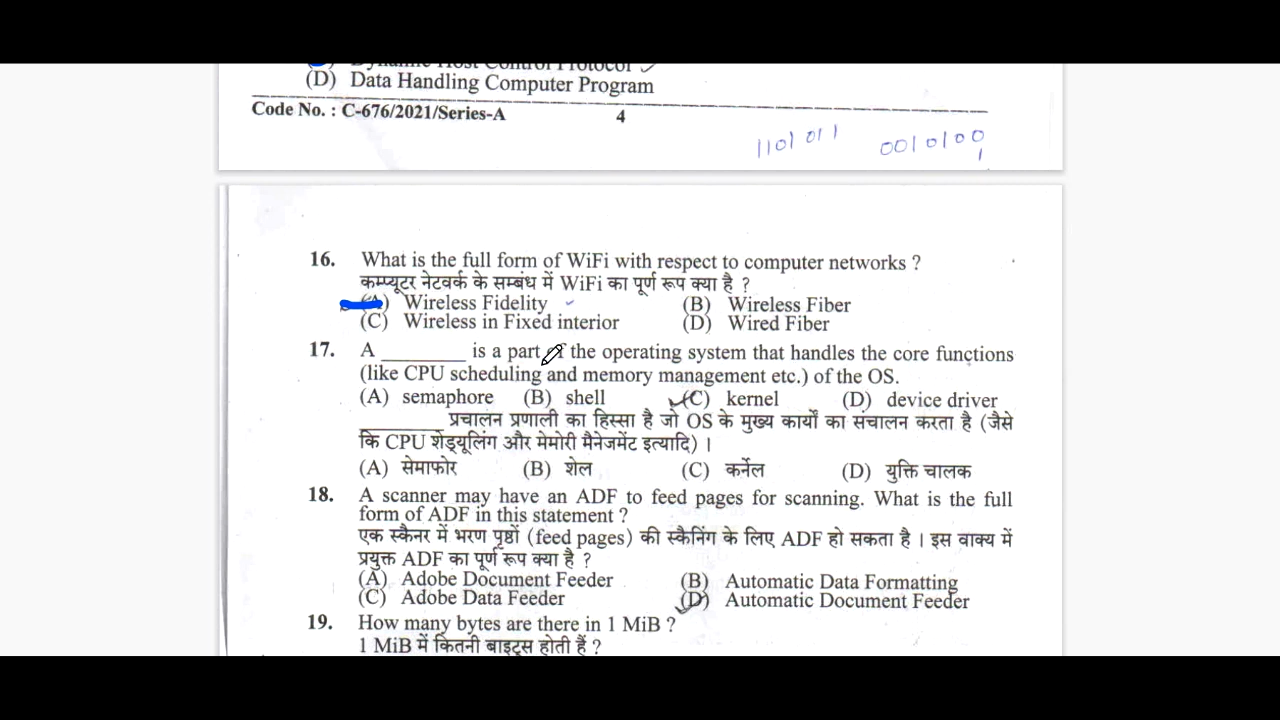 Dynamic Host Control Protocol
(D) Data Handling Computer Program
Code No. : C-676/2021/Series-A 4
1101011 0010100
1
16. What is the full form of WiFi with respect to computer networks ?
कम्प्यूटर नेटवर्क के सम्बंध में WiFi का पूर्ण रूप क्या है ?
(A) Wireless Fidelity (B) Wireless Fiber
(C) Wireless in Fixed interior (D) Wired Fiber
17. A ________ is a part of the operating system that handles the core functions
(like CPU scheduling and memory management etc.) of the OS.
(A) semaphore (B) shell (C) kernel (D) device driver
________ प्रचालन प्रणाली का हिस्सा है जो OS के मुख्य कार्यों का संचालन करता है (जैसे
कि CPU शेड्यूलिंग और मेमोरी मैनेजमेंट इत्यादि) ।
(A) सेमाफोर (B) शेल (C) कर्नेल (D) युक्ति चालक
18. A scanner may have an ADF to feed pages for scanning. What is the full
form of ADF in this statement ?
एक स्कैनर में भरण पृष्ठों (feed pages) की स्कैनिंग के लिए ADF हो सकता है । इस वाक्य में
प्रयुक्त ADF का पूर्ण रूप क्या है ?
(A) Adobe Document Feeder (B) Automatic Data Formatting
(C) Adobe Data Feeder (D) Automatic Document Feeder
19. How many bytes are there in 1 MiB ?
1 MiB में कितनी बाइट्स होती हैं ?